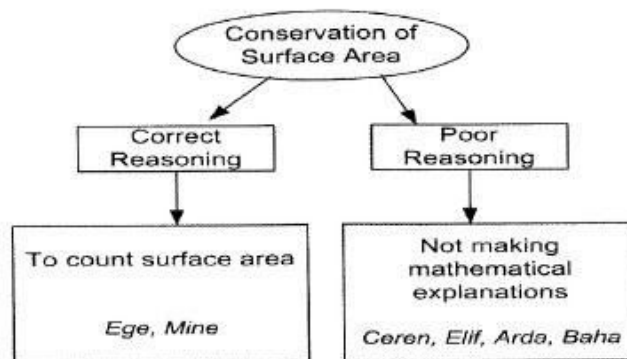 Conservation of
Surface Area
Correct
Reasoning
Poor
Reasoning
To count surface area
Ege, Mine
Not making
mathematical
explanations
Ceren, Elif, Arda, Baha